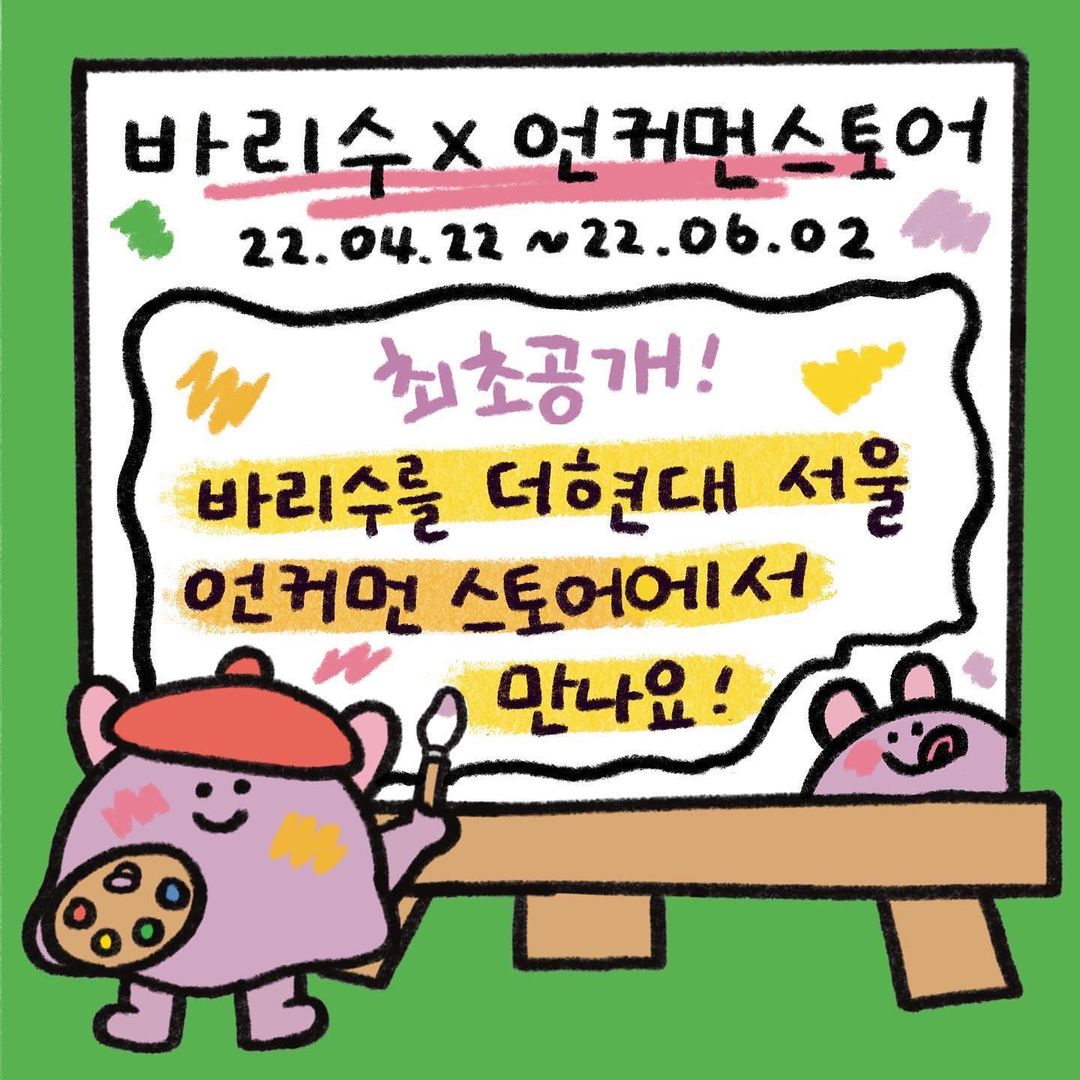 바리수 X 언커먼스토어
22.04.22 ~22.06.02
최초공개!
바리수를 더현대 서울
언커먼 스토어에서
만나요!